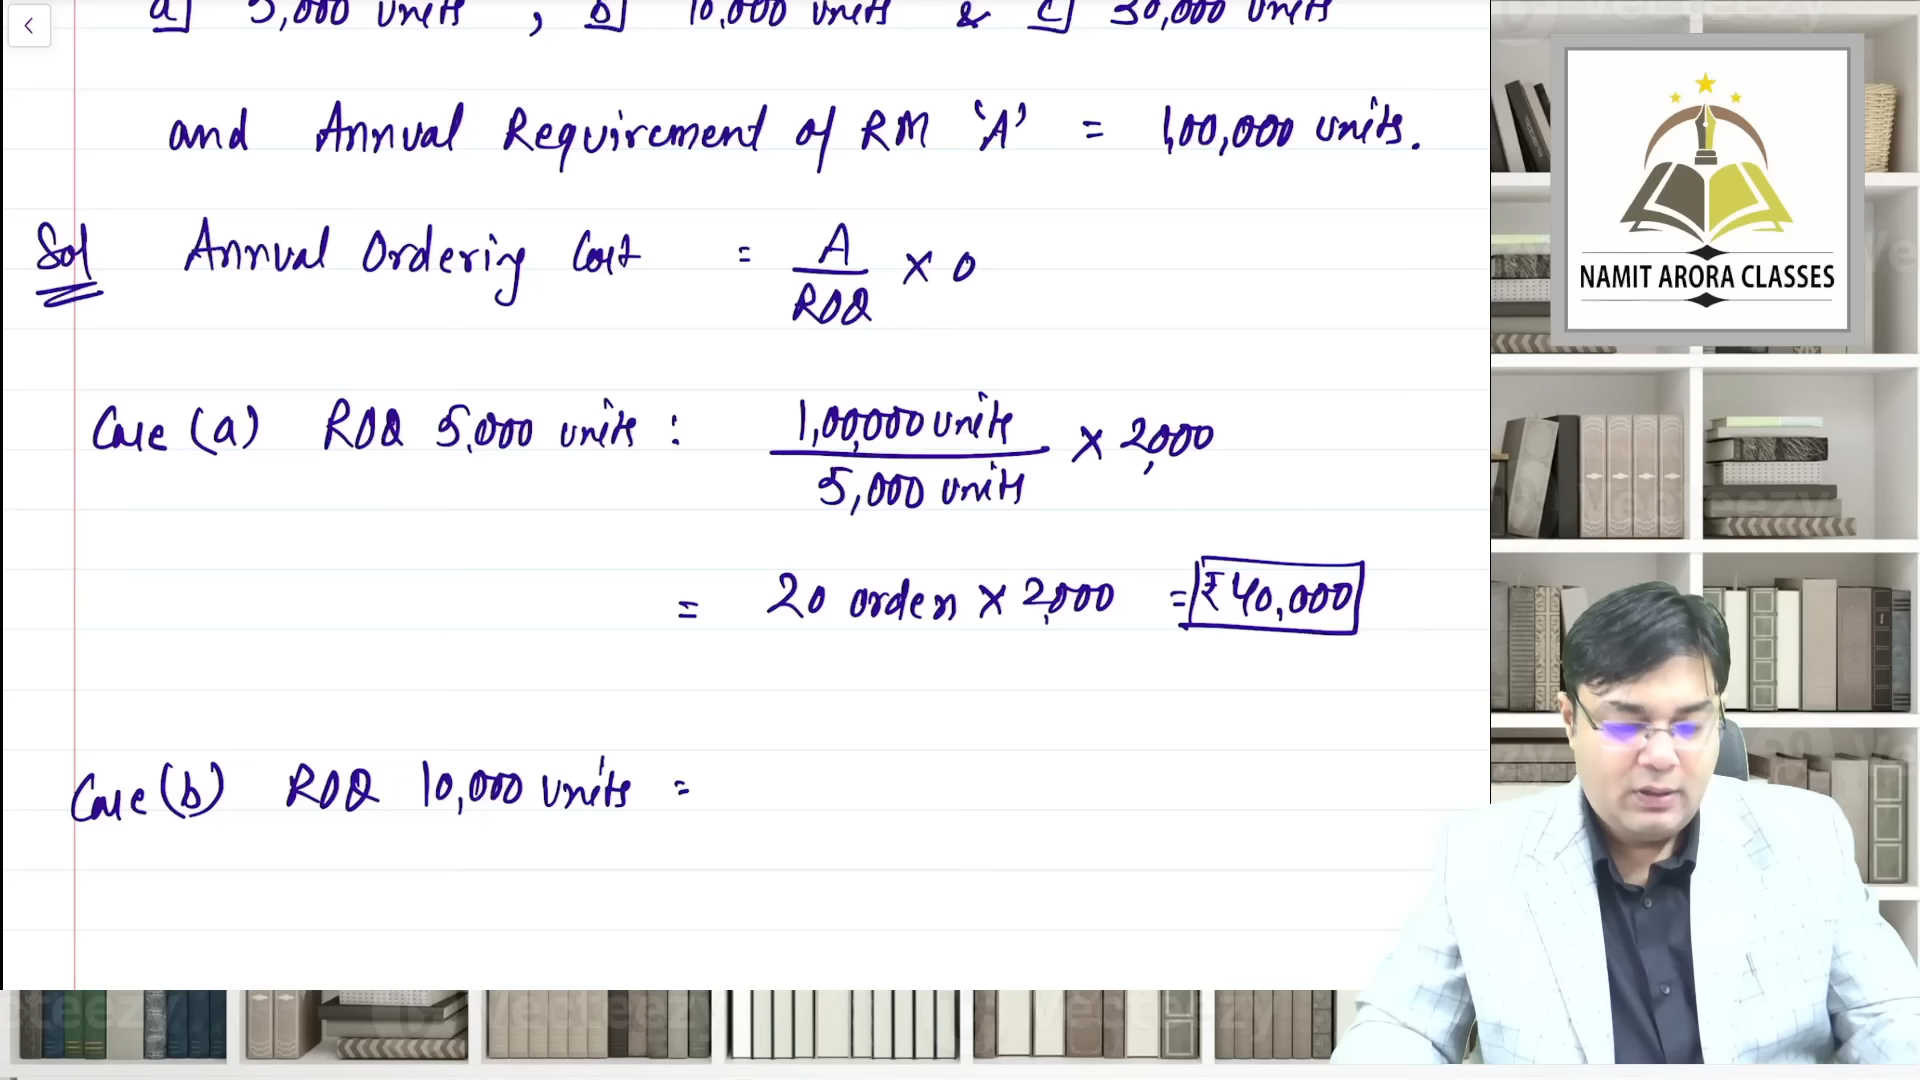 a] 5,000 units , b] 10,000 units & c] 50,000 units
and Annual Requirement of RM 'A' = 1,00,000 units.
Sol Annual Ordering Cost = A / ROQ × O
Case (a) ROQ 5,000 units : 1,00,000 units / 5,000 units × 2,000
= 20 orders × 2,000 = ₹ 40,000
Case (b) ROQ 10,000 units =
NAMIT ARORA CLASSES